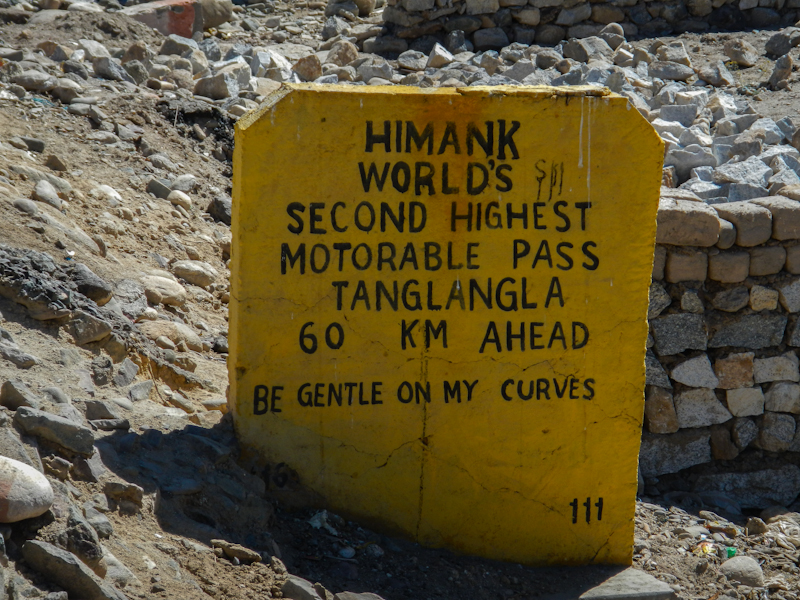 HIMANK
WORLD'S
SECOND HIGHEST
MOTORABLE PASS
TANGLANGLA
60 KM AHEAD
BE GENTLE ON MY CURVES
111